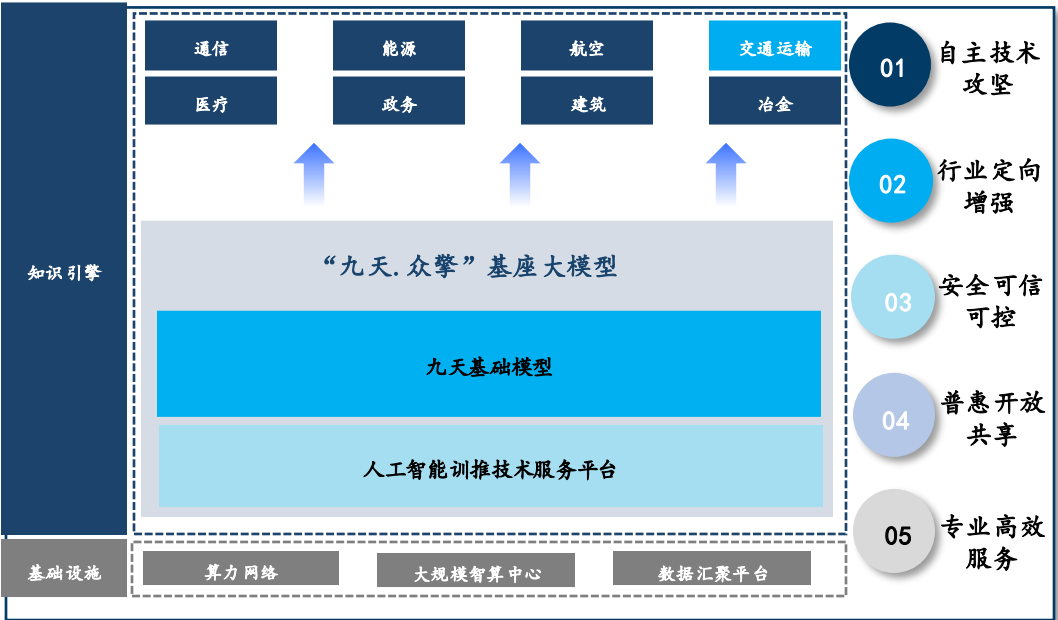 通信
能源
航空
交通运输
医疗
政务
建筑
冶金
知识引擎
“九天.众擎”基座大模型
九天基础模型
人工智能训推技术服务平台
基础设施
算力网络
大规模智算中心
数据汇聚平台
01
自主技术
攻坚
02
行业定向
增强
03
安全可信
可控
04
普惠开放
共享
05
专业高效
服务